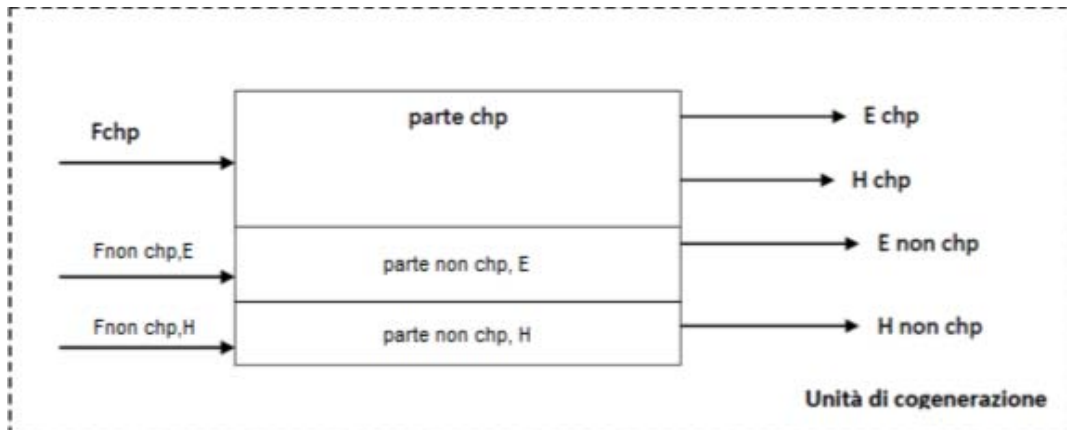 parte chp
Fchp
E chp
H chp
Fnon chp,E
parte non chp, E
E non chp
Fnon chp,H
parte non chp, H
H non chp
Unità di cogenerazione